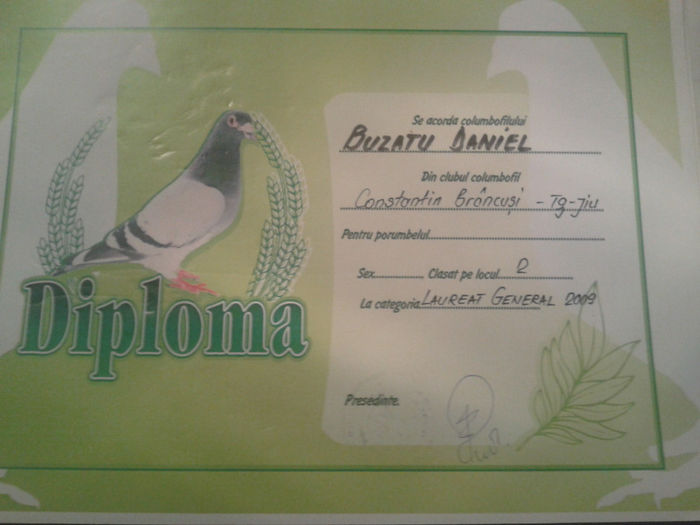 Diploma
Se acorda columbofilului
BUZATU DANIEL
Din clubul columbofil
Constantin Brâncuși - Tg-Jiu
Pentru porumbelul
Sex Clasat pe locul 2
La categoria LAUREAT GENERAL 2009
Presedinte.